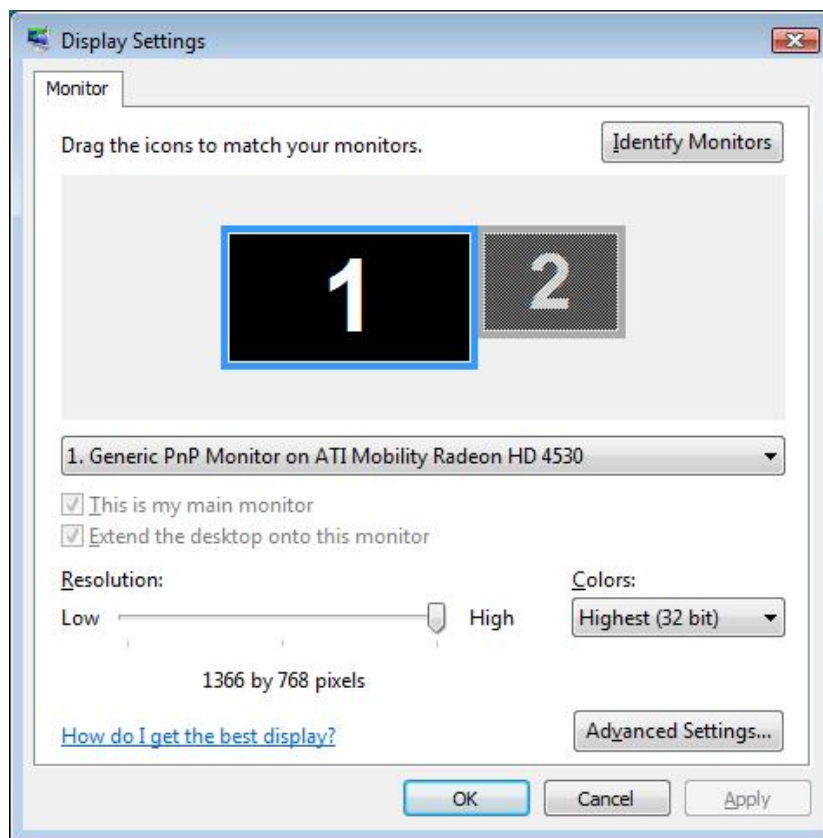 Display Settings
Monitor
Drag the icons to match your monitors.
Identify Monitors
1
2
1. Generic PnP Monitor on ATI Mobility Radeon HD 4530
This is my main monitor
Extend the desktop onto this monitor
Resolution:
Colors:
Low
High
Highest (32 bit)
1366 by 768 pixels
How do I get the best display?
Advanced Settings...
OK
Cancel
Apply